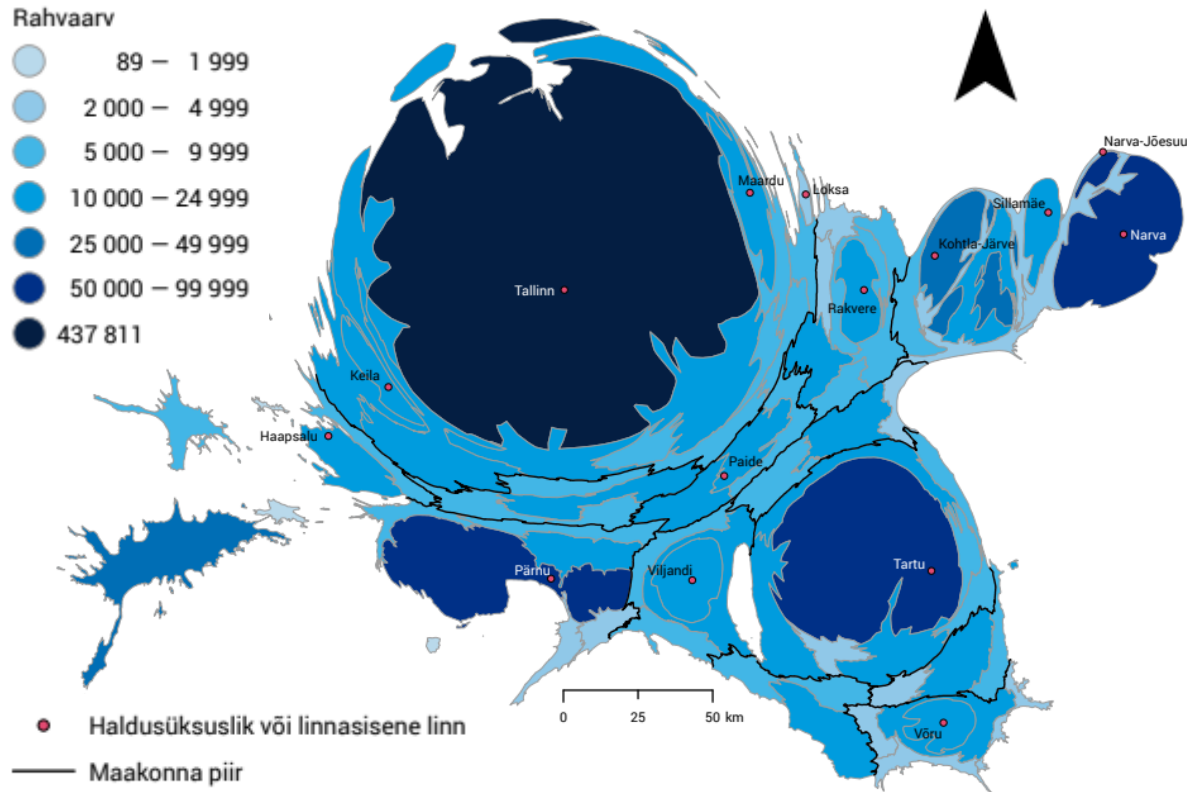 Rahvaarv
89 — 1 999
2 000 — 4 999
5 000 — 9 999
10 000 — 24 999
25 000 — 49 999
50 000 — 99 999
437 811
Narva-Jõesuu
Maardu
Loksa
Sillamäe
Narva
Kohtla-Järve
Tallinn
Rakvere
Keila
Haapsalu
Paide
Tartu
Pärnu
Viljandi
Võru
0 25 50 km
Haldusüksuslik või linnasisene linn
Maakonna piir